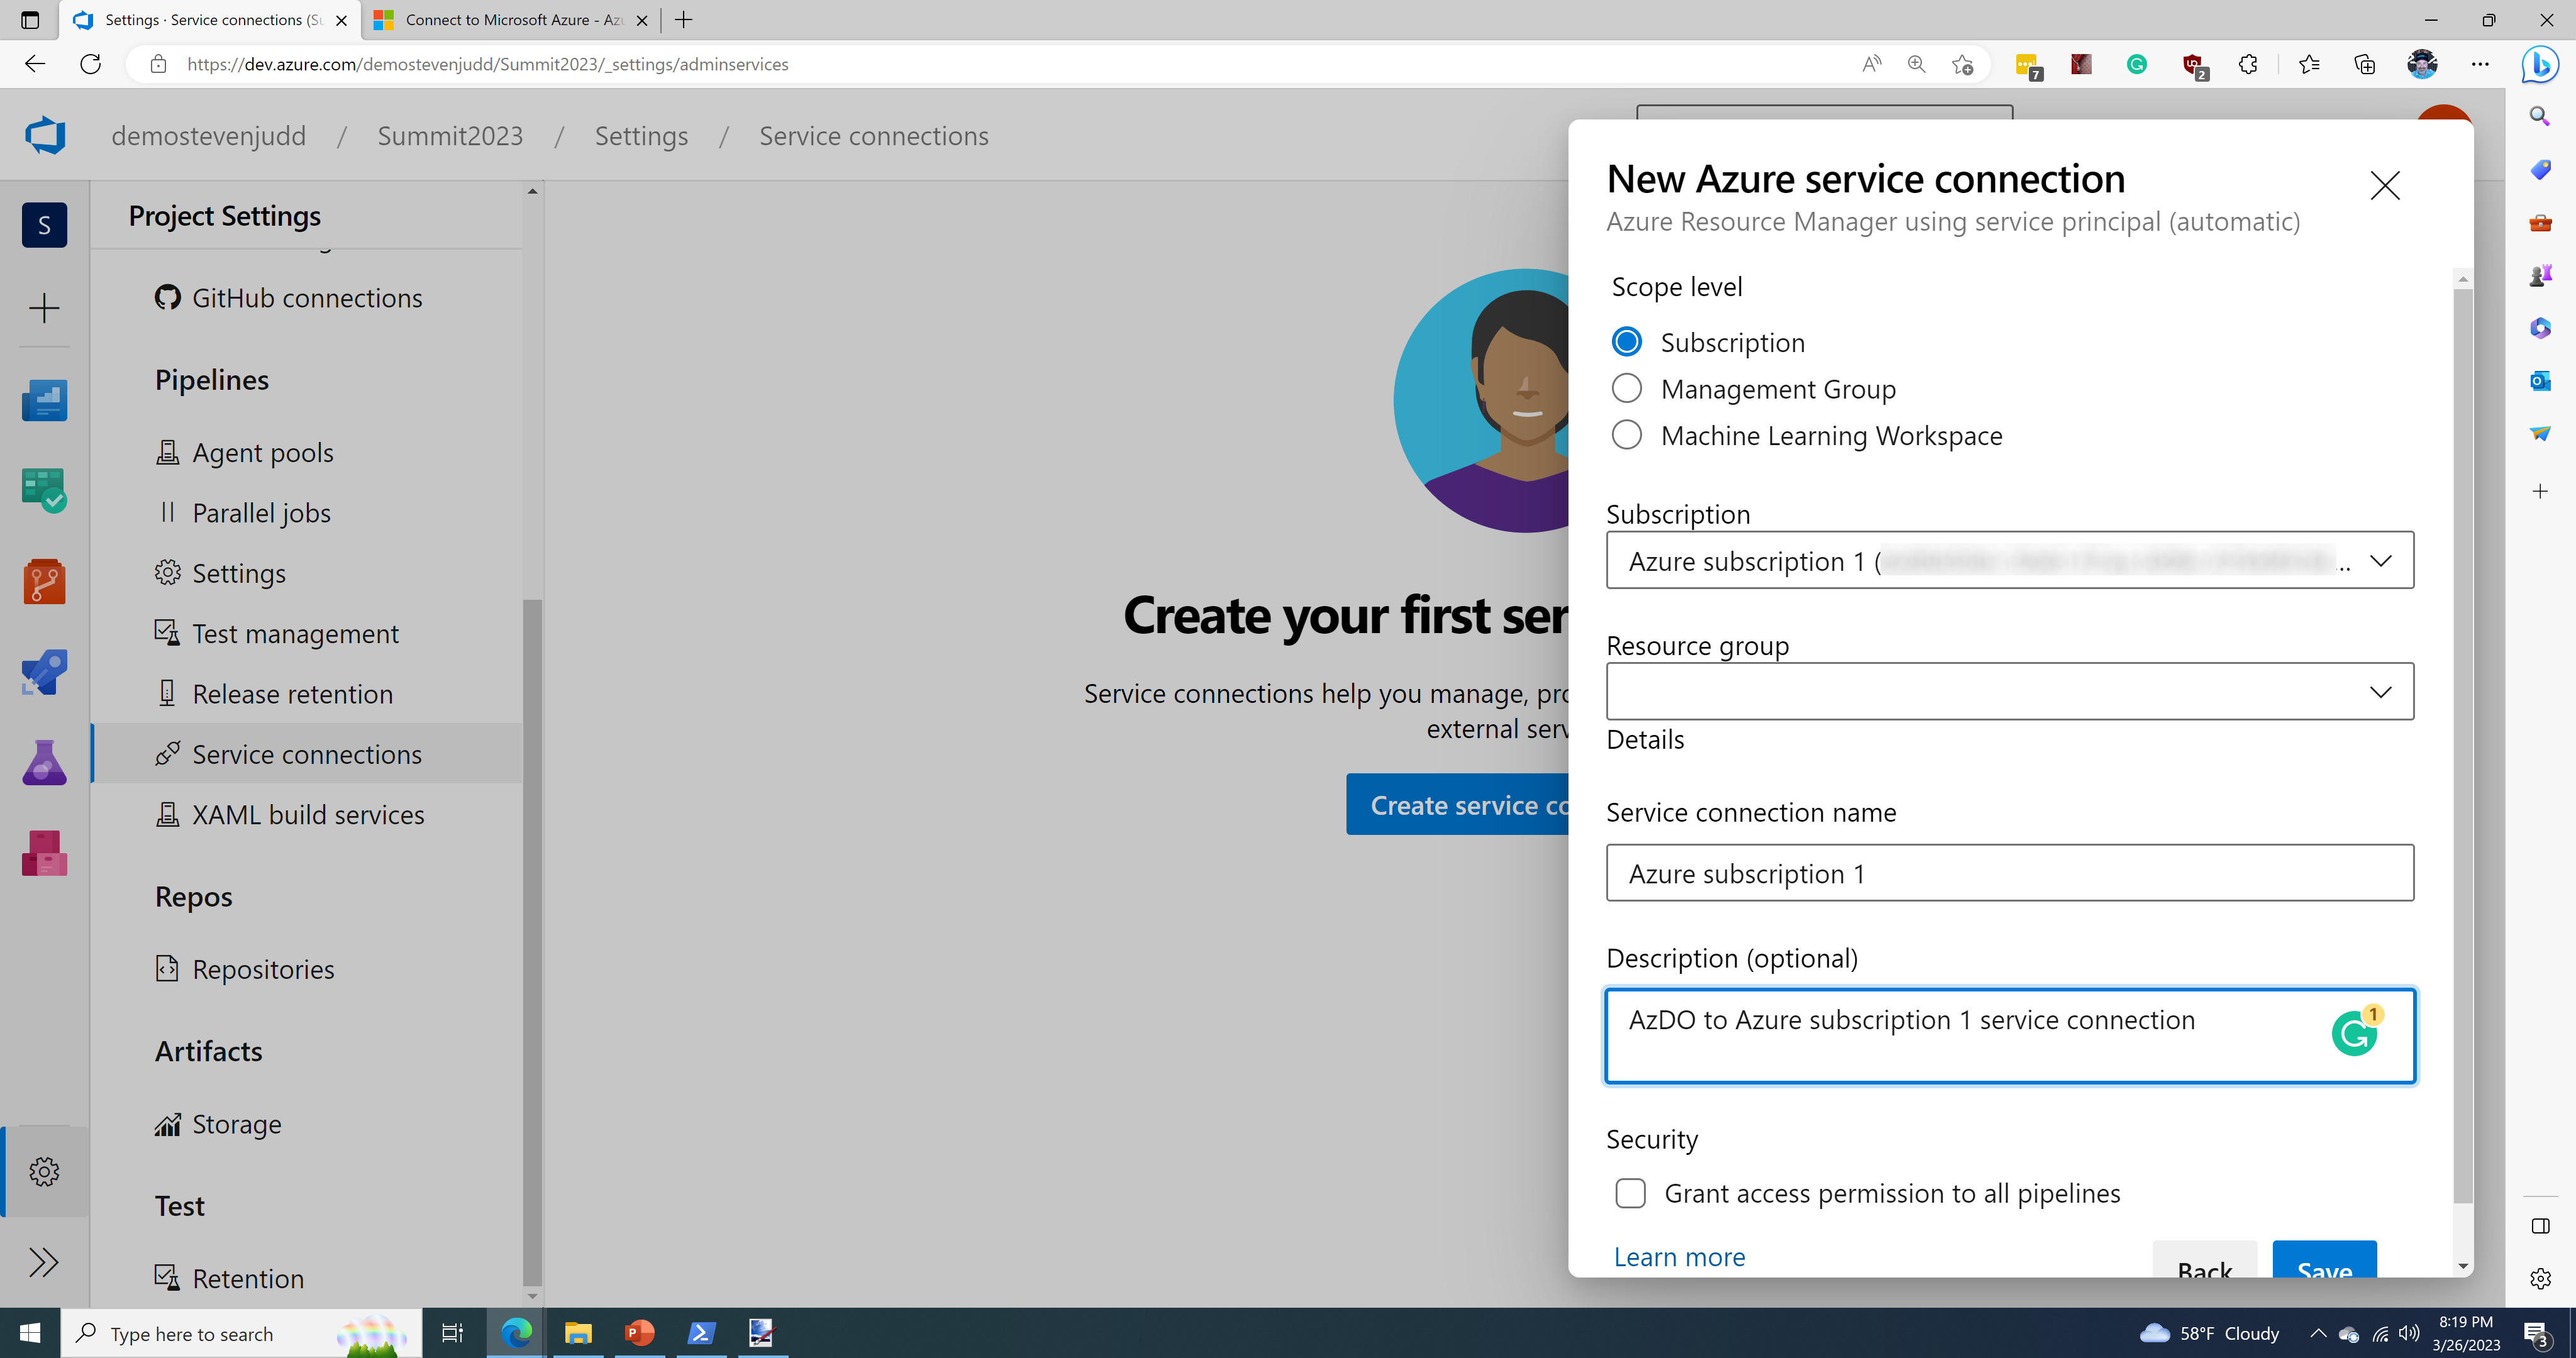 Settings · Service connections (Su
Connect to Microsoft Azure - Azu
https://dev.azure.com/demostevenjudd/Summit2023/_settings/adminservices
7
2
demostevenjudd / Summit2023 / Settings / Service connections
S
Project Settings
GitHub connections
Pipelines
Agent pools
Parallel jobs
Settings
Test management
Release retention
Service connections
XAML build services
Repos
Repositories
Artifacts
Storage
Test
Retention
Create your first ser
Service connections help you manage, pro
external serv
Create service co
New Azure service connection
Azure Resource Manager using service principal (automatic)
Scope level
Subscription
Management Group
Machine Learning Workspace
Subscription
Azure subscription 1 (
...
Resource group
Details
Service connection name
Azure subscription 1
Description (optional)
AzDO to Azure subscription 1 service connection
1
Security
Grant access permission to all pipelines
Learn more
Back
Save
Type here to search
58°F Cloudy
8:19 PM
3/26/2023
3